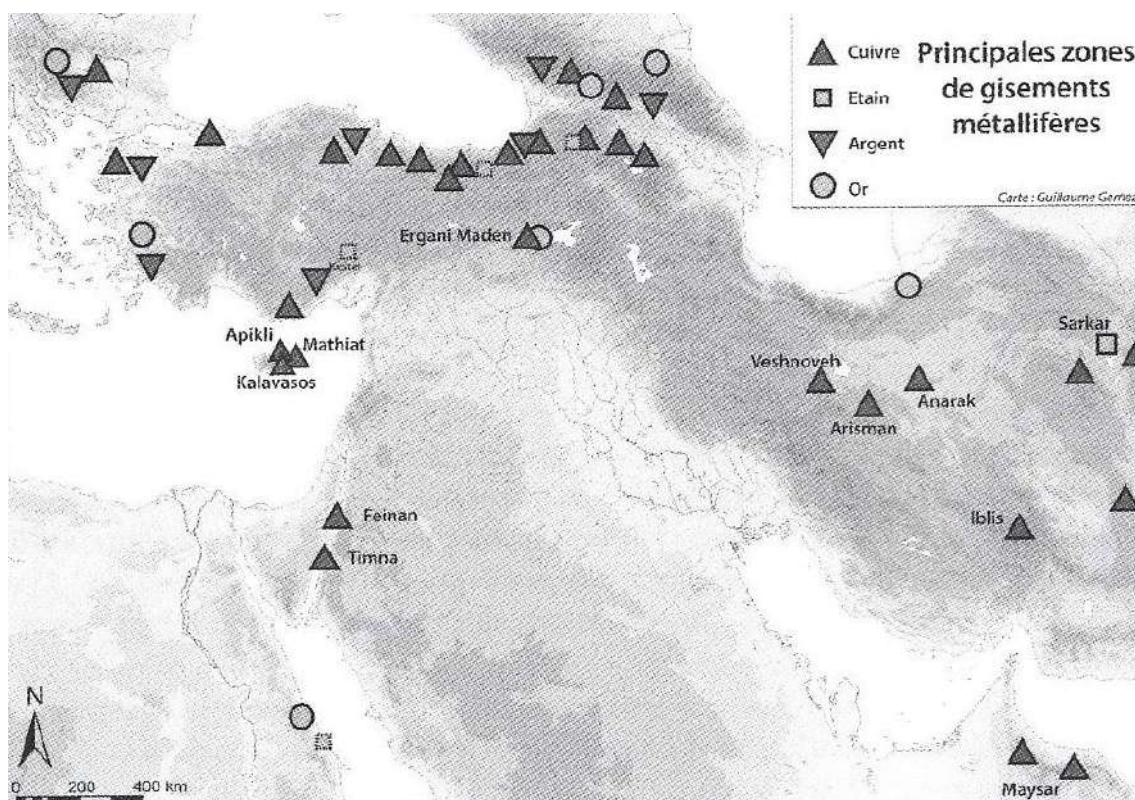 Cuivre
Etain
Argent
Or
Principales zones
de gisements
métallifères
Carte : Guillaume Gernez
Ergani Maden
Apikli
Mathiat
Kalavasos
Sarkar
Veshnoveh
Anarak
Arisman
Feinan
Iblis
Timna
N
0 200 400 km
Maysar